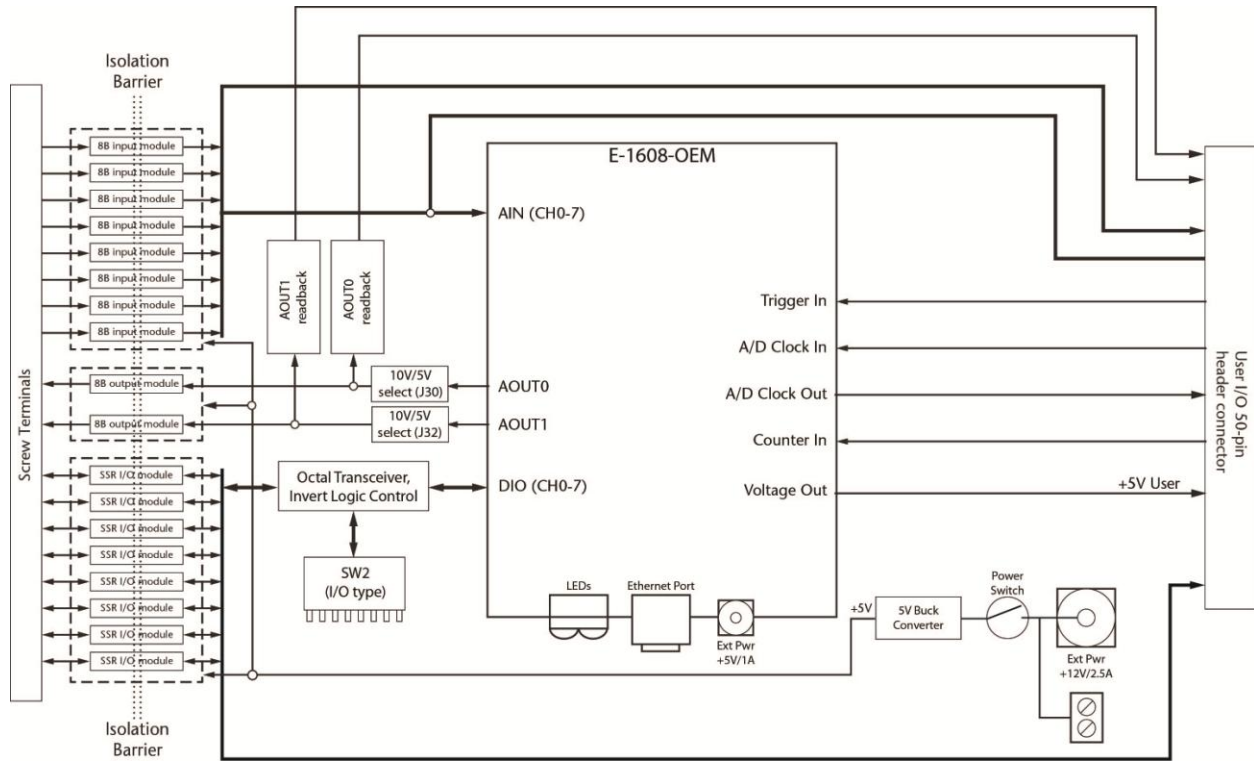 Isolation
Barrier
Screw Terminals
8B input module
8B input module
8B input module
8B input module
8B input module
8B input module
8B input module
8B input module
8B output module
8B output module
SSR I/O module
SSR I/O module
SSR I/O module
SSR I/O module
SSR I/O module
SSR I/O module
SSR I/O module
SSR I/O module
Isolation
Barrier
AOUT1
readback
AOUT0
readback
10V/5V
select (J30)
10V/5V
select (J32)
Octal Transceiver,
Invert Logic Control
SW2
(I/O type)
E-1608-OEM
AIN (CH0-7)
AOUT0
AOUT1
DIO (CH0-7)
Trigger In
A/D Clock In
A/D Clock Out
Counter In
Voltage Out
+5V User
LEDs
Ethernet Port
Ext Pwr
+5V/1A
+5V
5V Buck
Converter
Power
Switch
Ext Pwr
+12V/2.5A
User I/O 50-pin
header connector